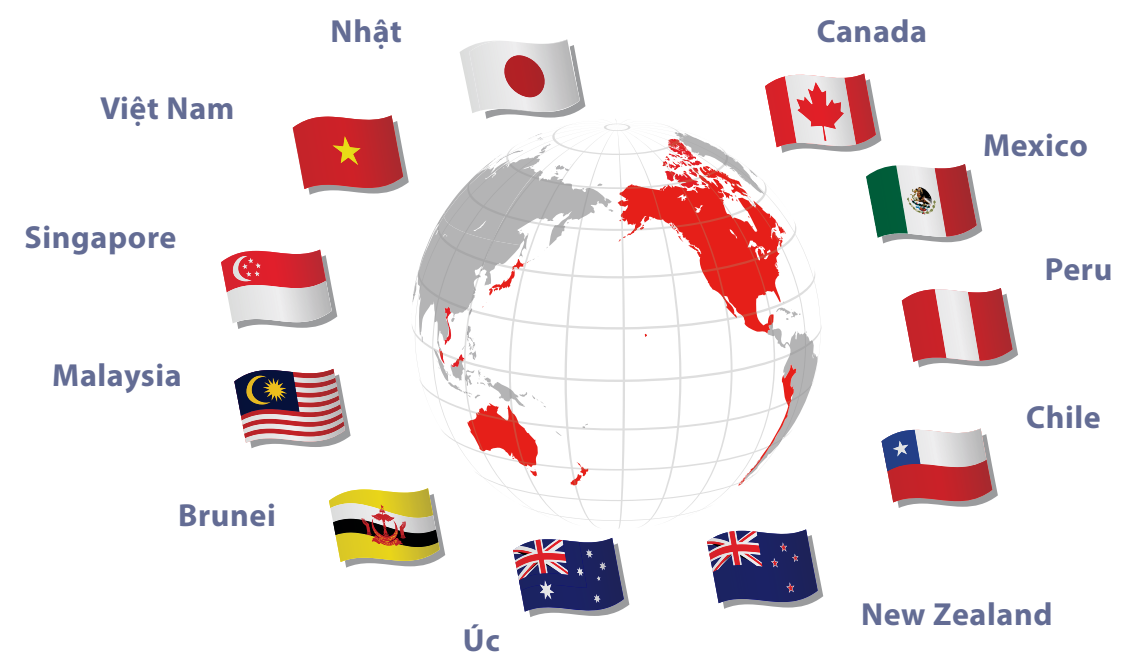 Nhật
Canada
Việt Nam
Mexico
Singapore
Peru
Malaysia
Chile
Brunei
New Zealand
Úc